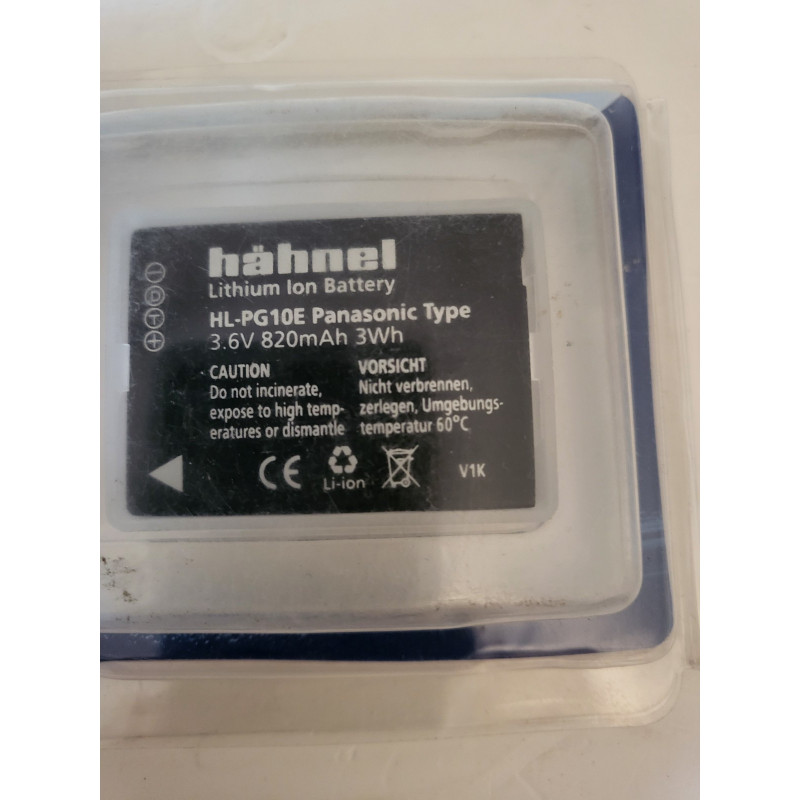 hähnel
Lithium Ion Battery
HL-PG10E Panasonic Type
3.6V 820mAh 3Wh
CAUTION
Do not incinerate,
expose to high temp-
eratures or dismantle
VORSICHT
Nicht verbrennen,
zerlegen, Umgebungs-
temperatur 60°C
- D T +
CE
Li-ion
V1K